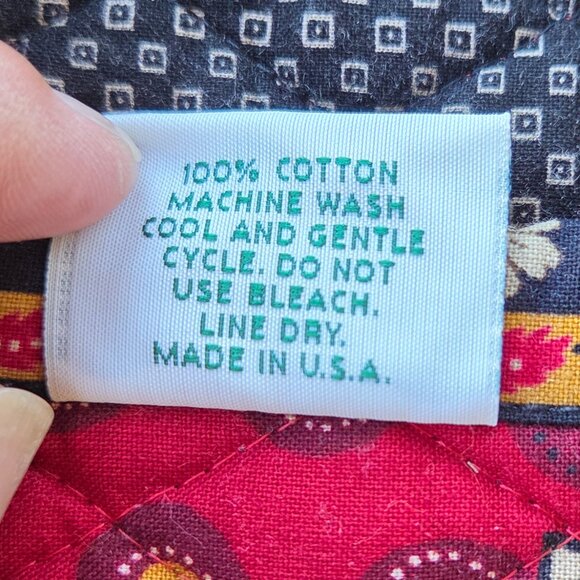 100% COTTON
MACHINE WASH
COOL AND GENTLE
CYCLE. DO NOT
USE BLEACH.
LINE DRY.
MADE IN U.S.A.